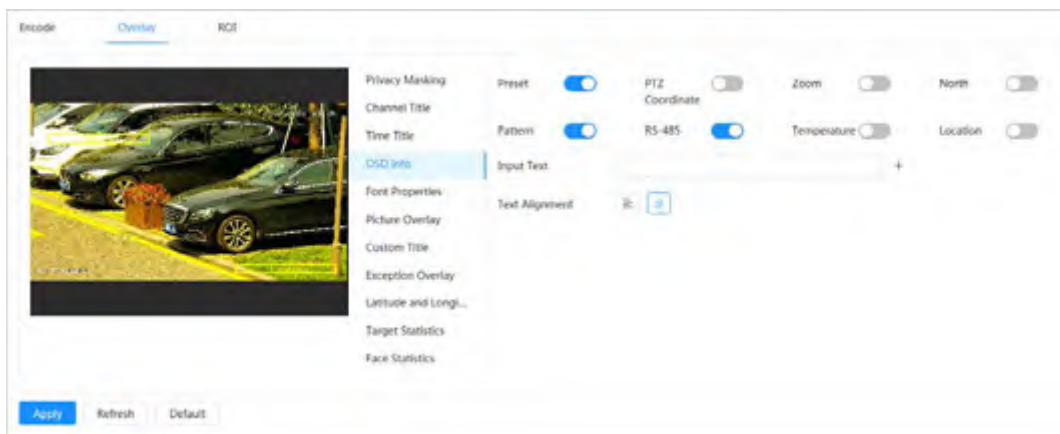 Encode Overlay ROI
Privacy Masking
Channel Title
Time Title
OSD Info
Font Properties
Picture Overlay
Custom Title
Exception Overlay
Latitude and Longi...
Target Statistics
Face Statistics
Preset PTZ Coordinate Zoom North
Pattern RS-485 Temperature Location
Input Text +
Text Alignment
Apply Refresh Default